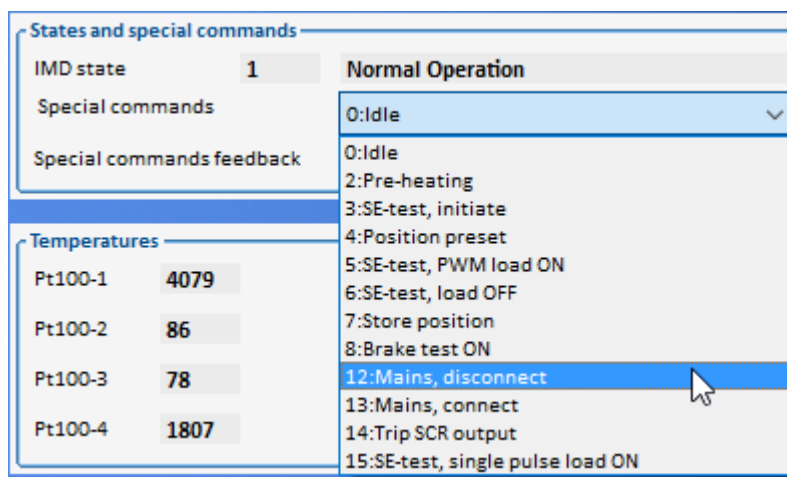 States and special commands
IMD state 1 Normal Operation
Special commands 0:Idle
Special commands feedback
0:Idle
2:Pre-heating
3:SE-test, initiate
4:Position preset
5:SE-test, PWM load ON
6:SE-test, load OFF
7:Store position
8:Brake test ON
12:Mains, disconnect
13:Mains, connect
14:Trip SCR output
15:SE-test, single pulse load ON
Temperatures
Pt100-1 4079
Pt100-2 86
Pt100-3 78
Pt100-4 1807